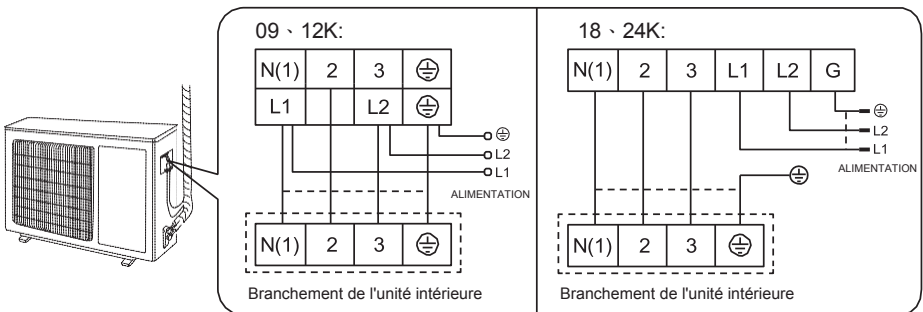 09、12K:
N(1) 2 3
L1 L2
L2
L1
ALIMENTATION
N(1) 2 3
Branchement de l'unité intérieure
18、24K:
N(1) 2 3 L1 L2 G
L2
L1
ALIMENTATION
N(1) 2 3
Branchement de l'unité intérieure